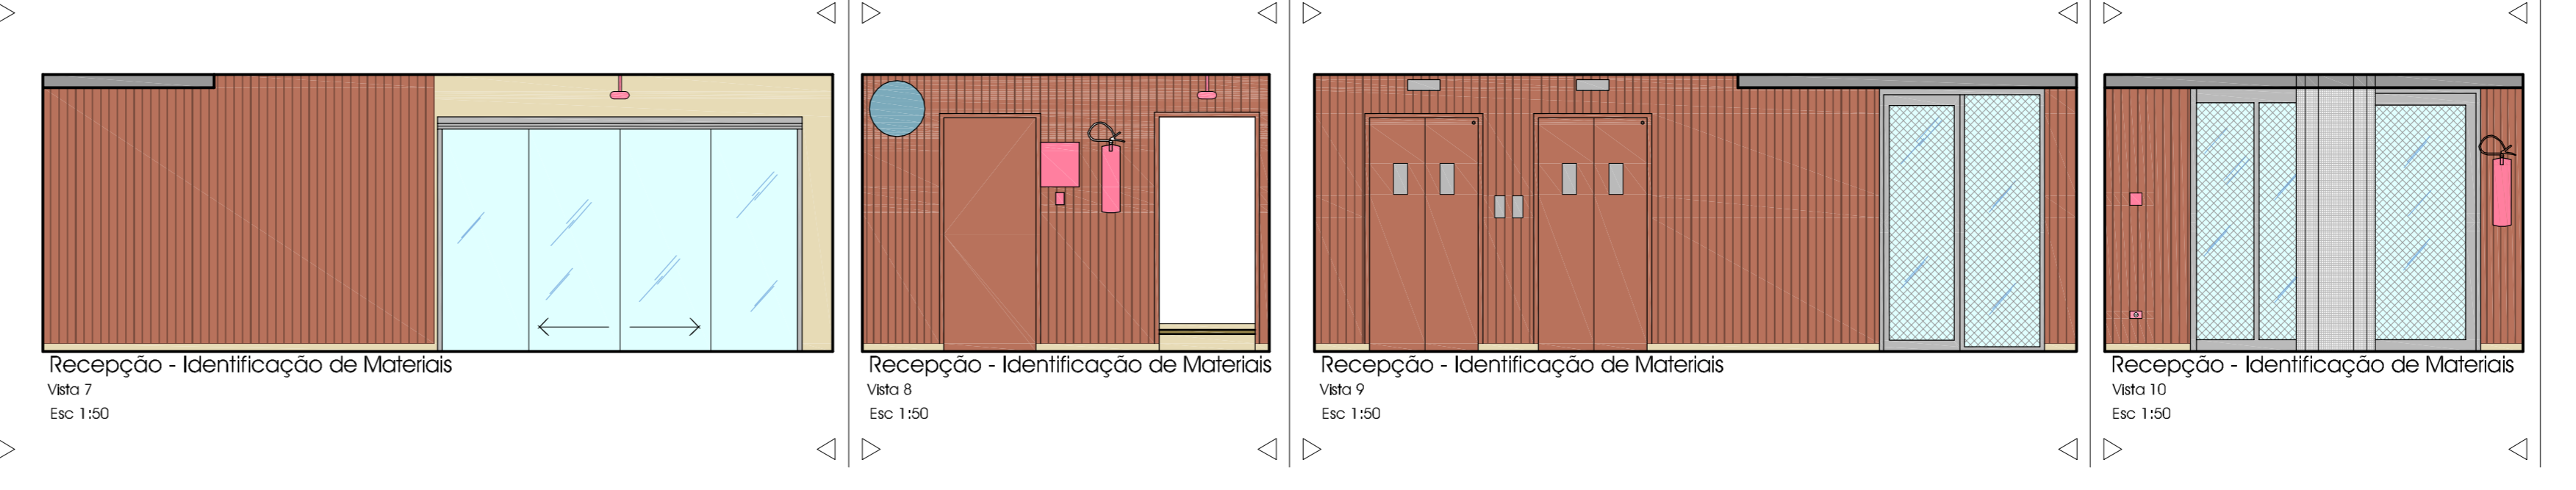 Recepção - Identificação de Materiais
Vista 7
Esc 1:50
Recepção - Identificação de Materiais
Vista 8
Esc 1:50
Recepção - Identificação de Materiais
Vista 9
Esc 1:50
Recepção - Identificação de Materiais
Vista 10
Esc 1:50